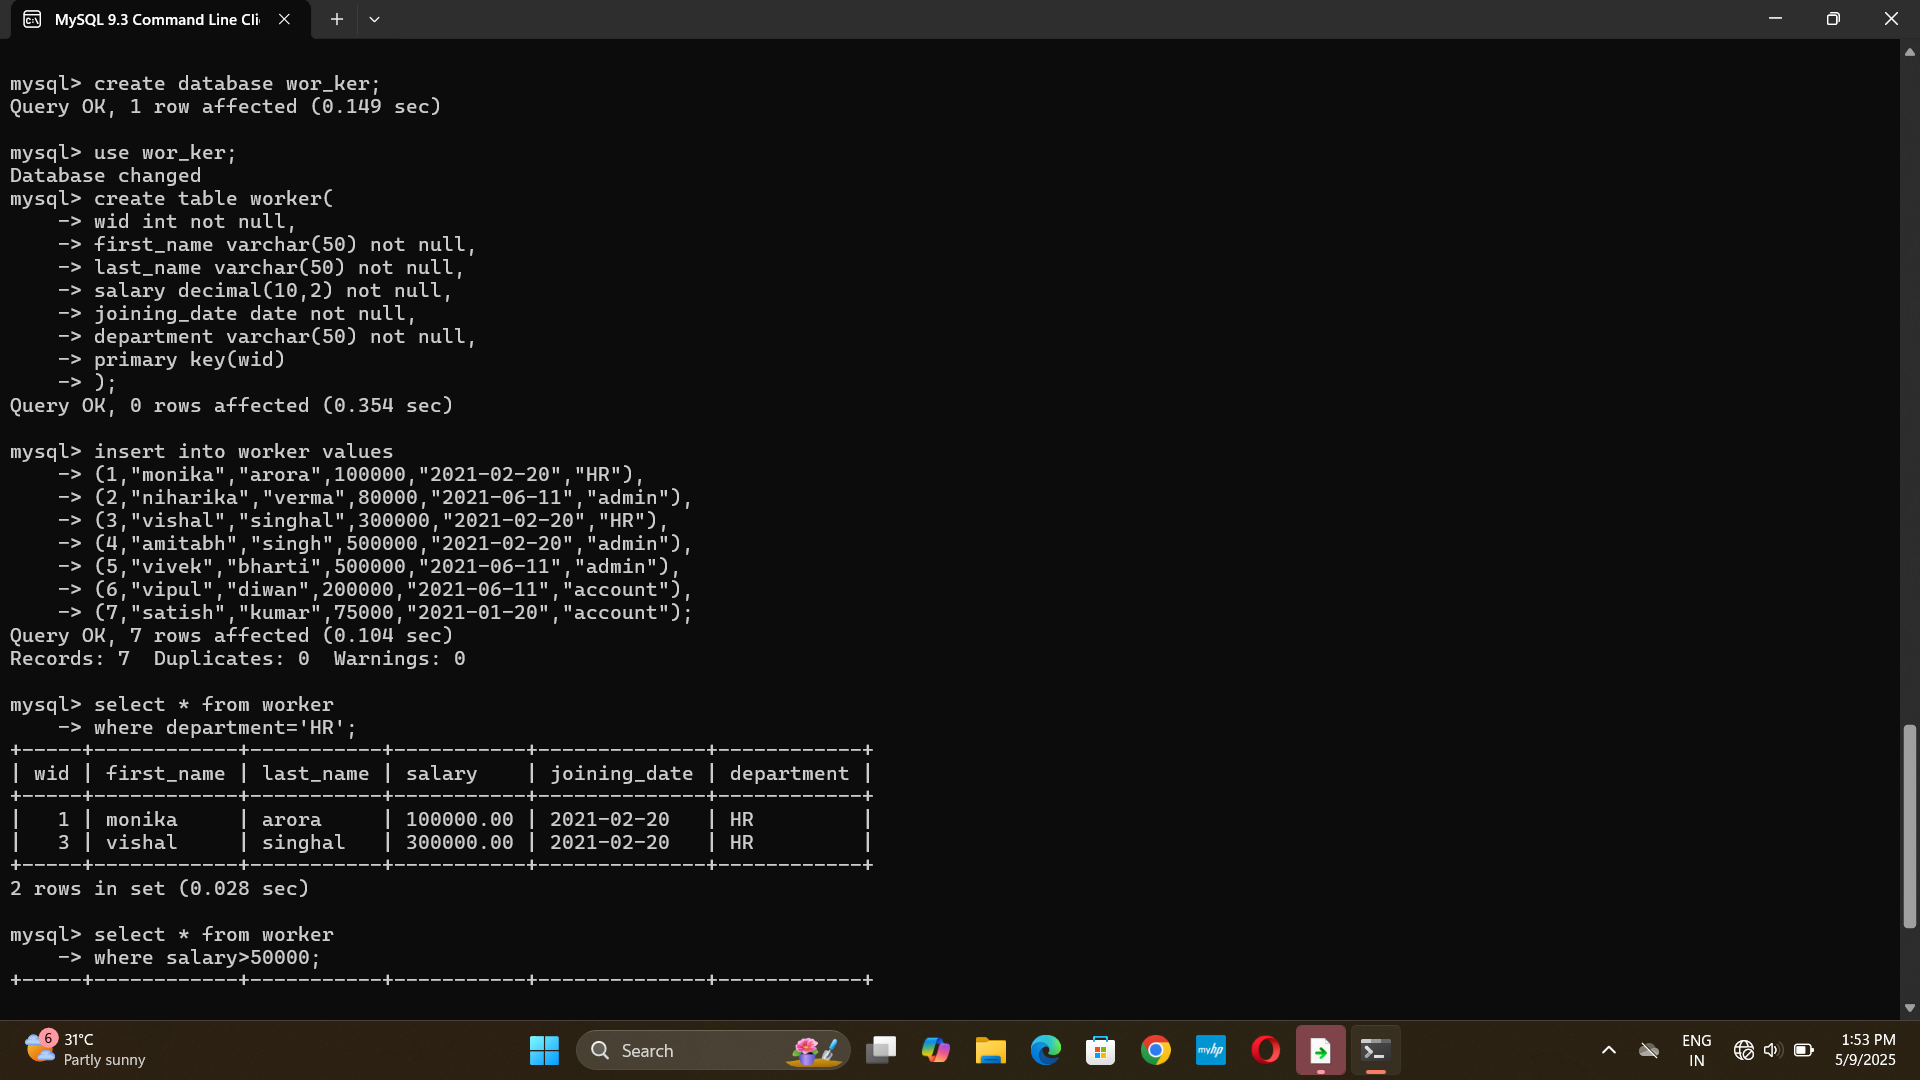 MySQL 9.3 Command Line Cli
mysql> create database wor_ker;
Query OK, 1 row affected (0.149 sec)
mysql> use wor_ker;
Database changed
mysql> create table worker(
    -> wid int not null,
    -> first_name varchar(50) not null,
    -> last_name varchar(50) not null,
    -> salary decimal(10,2) not null,
    -> joining_date date not null,
    -> department varchar(50) not null,
    -> primary key(wid)
    -> );
Query OK, 0 rows affected (0.354 sec)
mysql> insert into worker values
    -> (1,"monika","arora",100000,"2021-02-20","HR"),
    -> (2,"niharika","verma",80000,"2021-06-11","admin"),
    -> (3,"vishal","singhal",300000,"2021-02-20","HR"),
    -> (4,"amitabh","singh",500000,"2021-02-20","admin"),
    -> (5,"vivek","bharti",500000,"2021-06-11","admin"),
    -> (6,"vipul","diwan",200000,"2021-06-11","account"),
    -> (7,"satish","kumar",75000,"2021-01-20","account");
Query OK, 7 rows affected (0.104 sec)
Records: 7  Duplicates: 0  Warnings: 0
mysql> select * from worker
    -> where department='HR';
+-----+------------+-----------+-----------+--------------+------------+
| wid | first_name | last_name | salary    | joining_date | department |
+-----+------------+-----------+-----------+--------------+------------+
|   1 | monika     | arora     | 100000.00 | 2021-02-20   | HR         |
|   3 | vishal     | singhal   | 300000.00 | 2021-02-20   | HR         |
+-----+------------+-----------+-----------+--------------+------------+
2 rows in set (0.028 sec)
mysql> select * from worker
    -> where salary>50000;
+-----+------------+-----------+-----------+--------------+------------+
6
31°C
Partly sunny
Search
myhp
ENG
IN
1:53 PM
5/9/2025